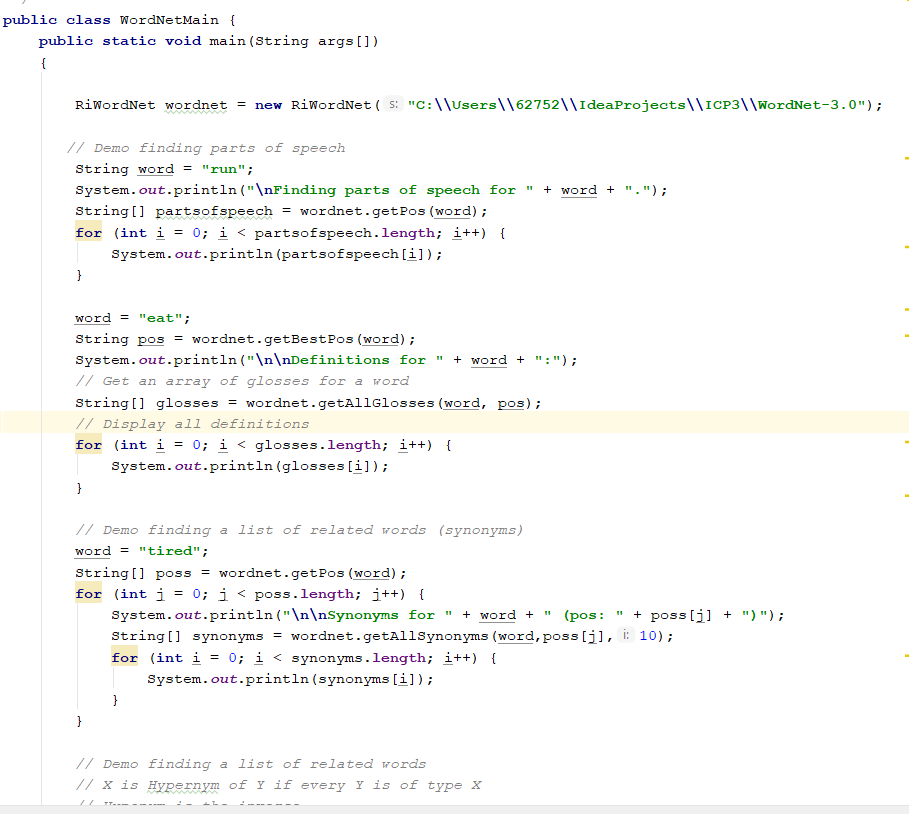 public class WordNetMain {
public static void main(String args[])
{
RiWordNet wordnet = new RiWordNet( s: "C:\\Users\\62752\\IdeaProjects\\ICP3\\WordNet-3.0");
// Demo finding parts of speech
String word = "run";
System.out.println("\nFinding parts of speech for " + word + ".");
String[] partsofspeech = wordnet.getPos(word);
for (int i = 0; i < partsofspeech.length; i++) {
System.out.println(partsofspeech[i]);
}
word = "eat";
String pos = wordnet.getBestPos(word);
System.out.println("\n\nDefinitions for " + word + ":");
// Get an array of glosses for a word
String[] glosses = wordnet.getAllGlosses(word, pos);
// Display all definitions
for (int i = 0; i < glosses.length; i++) {
System.out.println(glosses[i]);
}
// Demo finding a list of related words (synonyms)
word = "tired";
String[] poss = wordnet.getPos(word);
for (int j = 0; j < poss.length; j++) {
System.out.println("\n\nSynonyms for " + word + " (pos: " + poss[j] + ")");
String[] synonyms = wordnet.getAllSynonyms(word,poss[j], i: 10);
for (int i = 0; i < synonyms.length; i++) {
System.out.println(synonyms[i]);
}
}
// Demo finding a list of related words
// X is Hypernym of Y if every Y is of type X